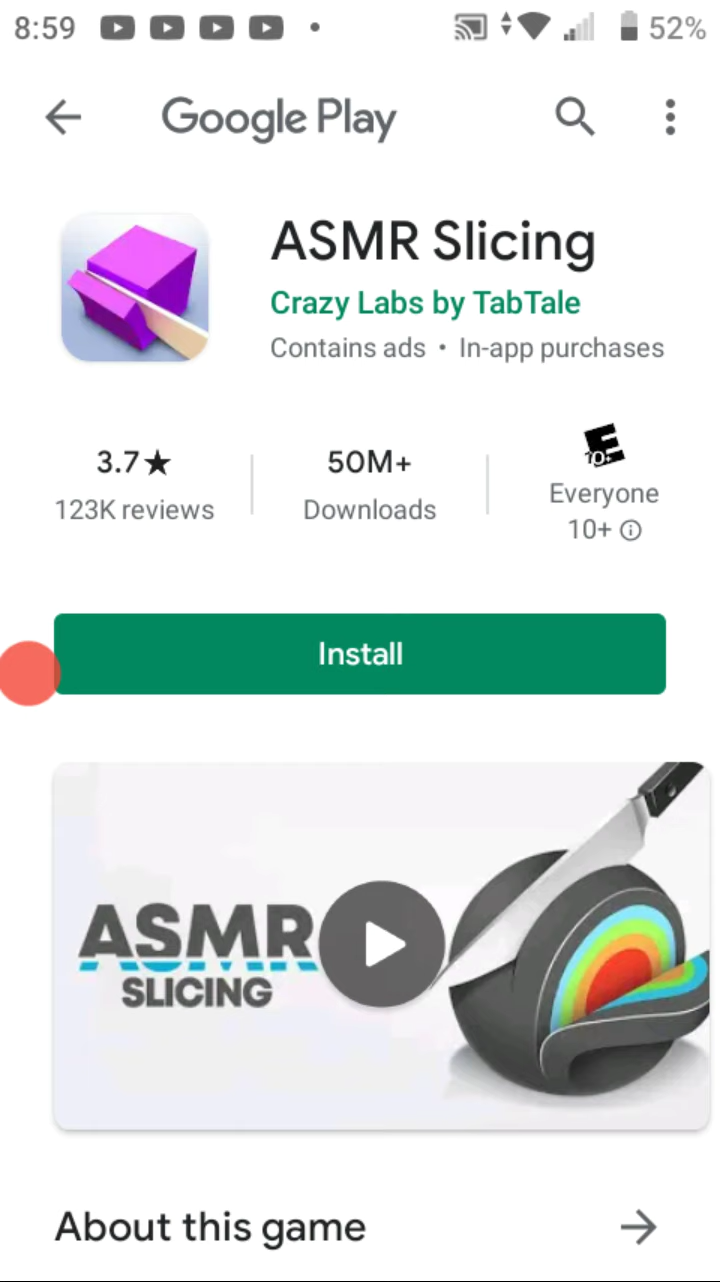 8:59 52%
Google Play
ASMR Slicing
Crazy Labs by TabTale
Contains ads • In-app purchases
3.7★ 50M+ E 10+
123K reviews Downloads Everyone 10+
Install
ASMR
SLICING
About this game